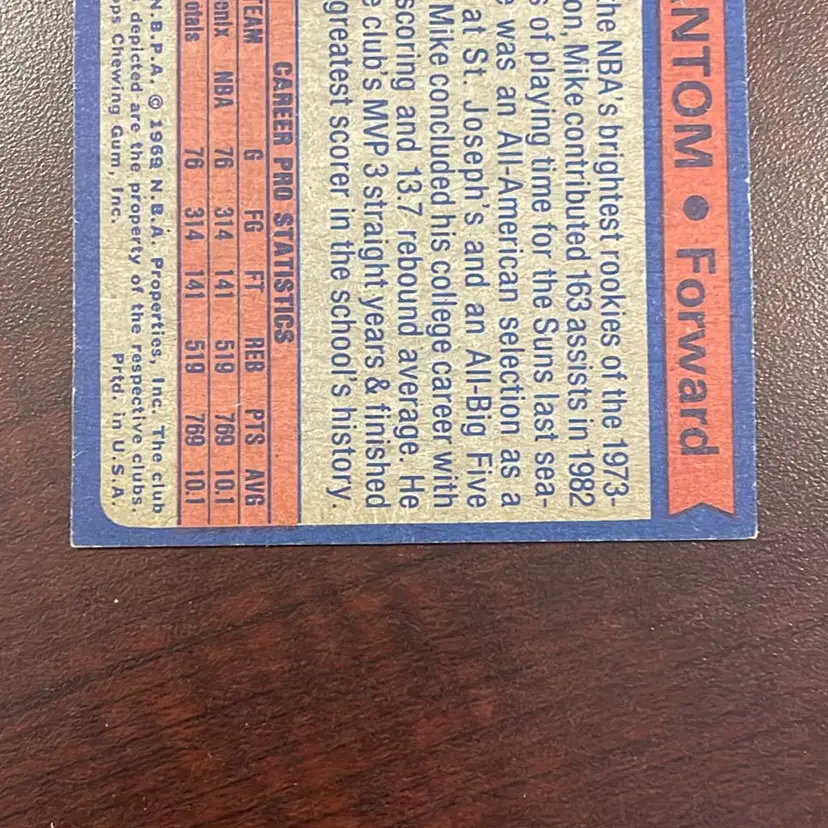 ANTOM • Forward
the NBA's brightest rookies of the 1973-
on, Mike contributed 163 assists in 1982
s of playing time for the Suns last sea-
e was an All-American selection as a
at St. Joseph's and an All-Big Five
Mike concluded his college career with
scoring and 13.7 rebound average. He
e club's MVP 3 straight years & finished
greatest scorer in the school's history.
CAREER PRO STATISTICS
TEAM G FG FT REB PTS AVG
enix NBA 76 314 141 519 769 10.1
otals 76 314 141 519 769 10.1
N.B.P.A. © 1969 N.B.A. Properties, Inc. The club
depicted are the property of the respective clubs.
pps Chewing Gum, Inc. Prtd. in U.S.A.